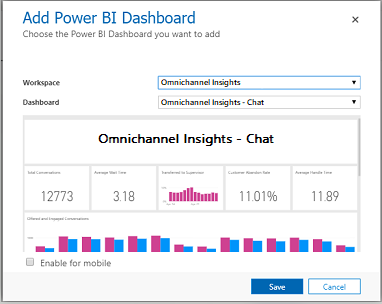 Add Power BI Dashboard
Choose the Power BI Dashboard you want to add
Workspace
Omnichannel Insights
Dashboard
Omnichannel Insights - Chat
Omnichannel Insights - Chat
Total Conversations
Average Wait Time
Transferred to Supervisor
Customer Abandon Rate
Average Handle Time
12773
3.18
11.01%
11.89
Offered and Engaged Conversations
Enable for mobile
Save
Cancel